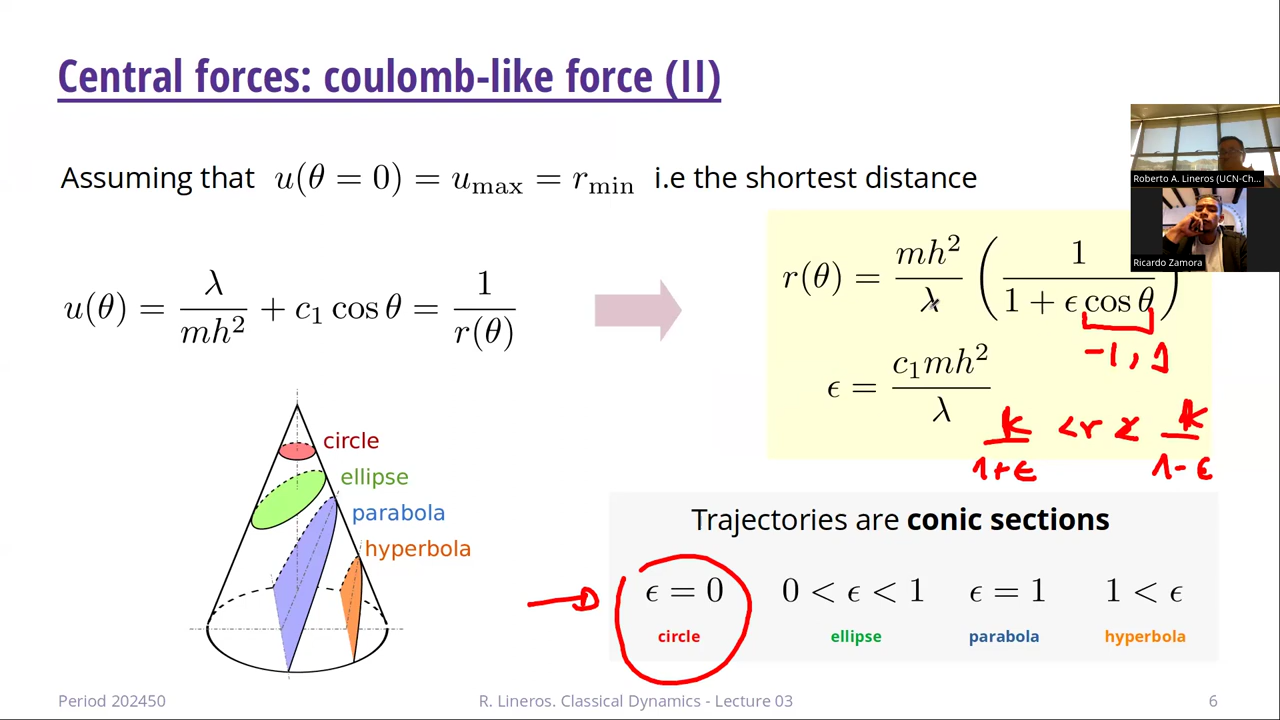 Central forces: coulomb-like force (II)
Assuming that u(θ = 0) = u_max = r_min i.e the shortest distance
u(θ) = λ/mh² + c₁ cos θ = 1/r(θ)
r(θ) = mh²/λ (1/(1 + ϵ cos θ))
-1, 1
ϵ = c₁mh²/λ
k/(1+ϵ) < r < k/(1-ϵ)
Roberto A. Lineros (UCN-Ch...
Ricardo Zamora
circle
ellipse
parabola
hyperbola
Trajectories are conic sections
ϵ = 0 0 < ϵ < 1 ϵ = 1 1 < ϵ
circle ellipse parabola hyperbola
Period 202450 R. Lineros. Classical Dynamics - Lecture 03 6